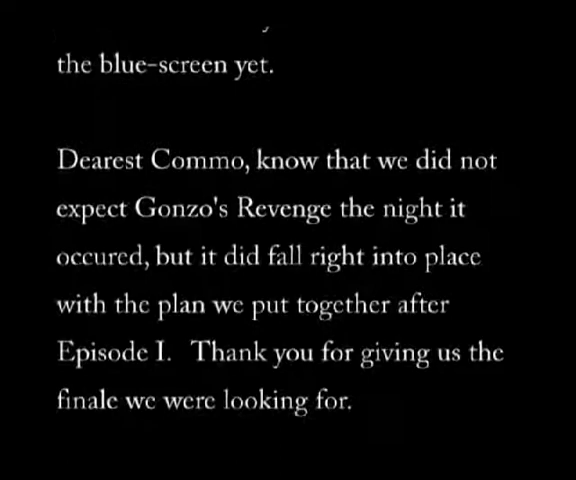 the blue-screen yet.
Dearest Commo, know that we did not
expect Gonzo's Revenge the night it
occured, but it did fall right into place
with the plan we put together after
Episode I. Thank you for giving us the
finale we were looking for.